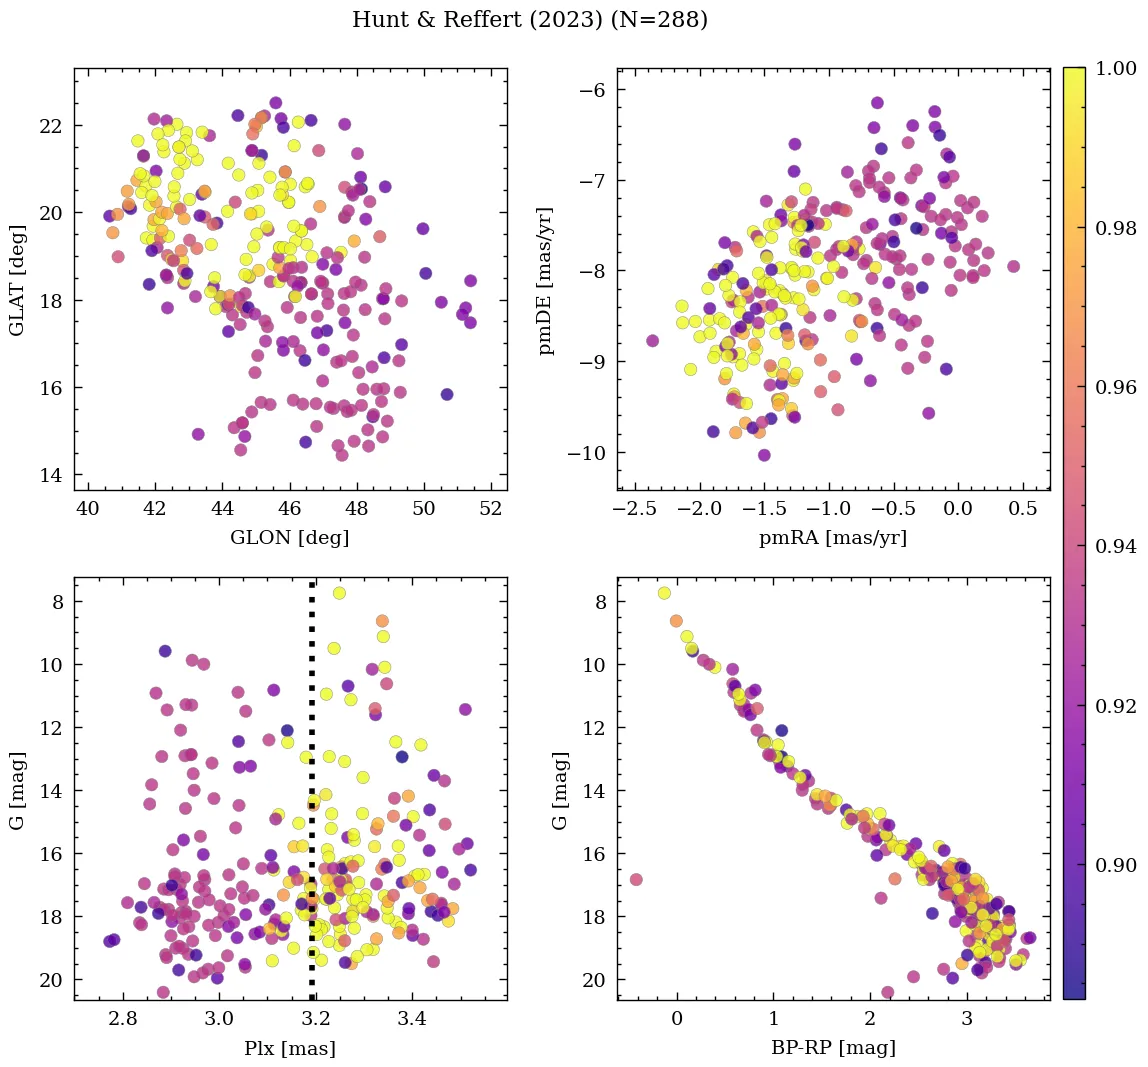 Hunt & Reffert (2023) (N=288)
22
20
18
16
14
GLAT [deg]
40 42 44 46 48 50 52
GLON [deg]
−6
−7
−8
−9
−10
pmDE [mas/yr]
−2.5 −2.0 −1.5 −1.0 −0.5 0.0 0.5
pmRA [mas/yr]
1.00
0.98
0.96
0.94
0.92
0.90
8
10
12
14
16
18
20
G [mag]
2.8 3.0 3.2 3.4
Plx [mas]
8
10
12
14
16
18
20
G [mag]
0 1 2 3
BP-RP [mag]